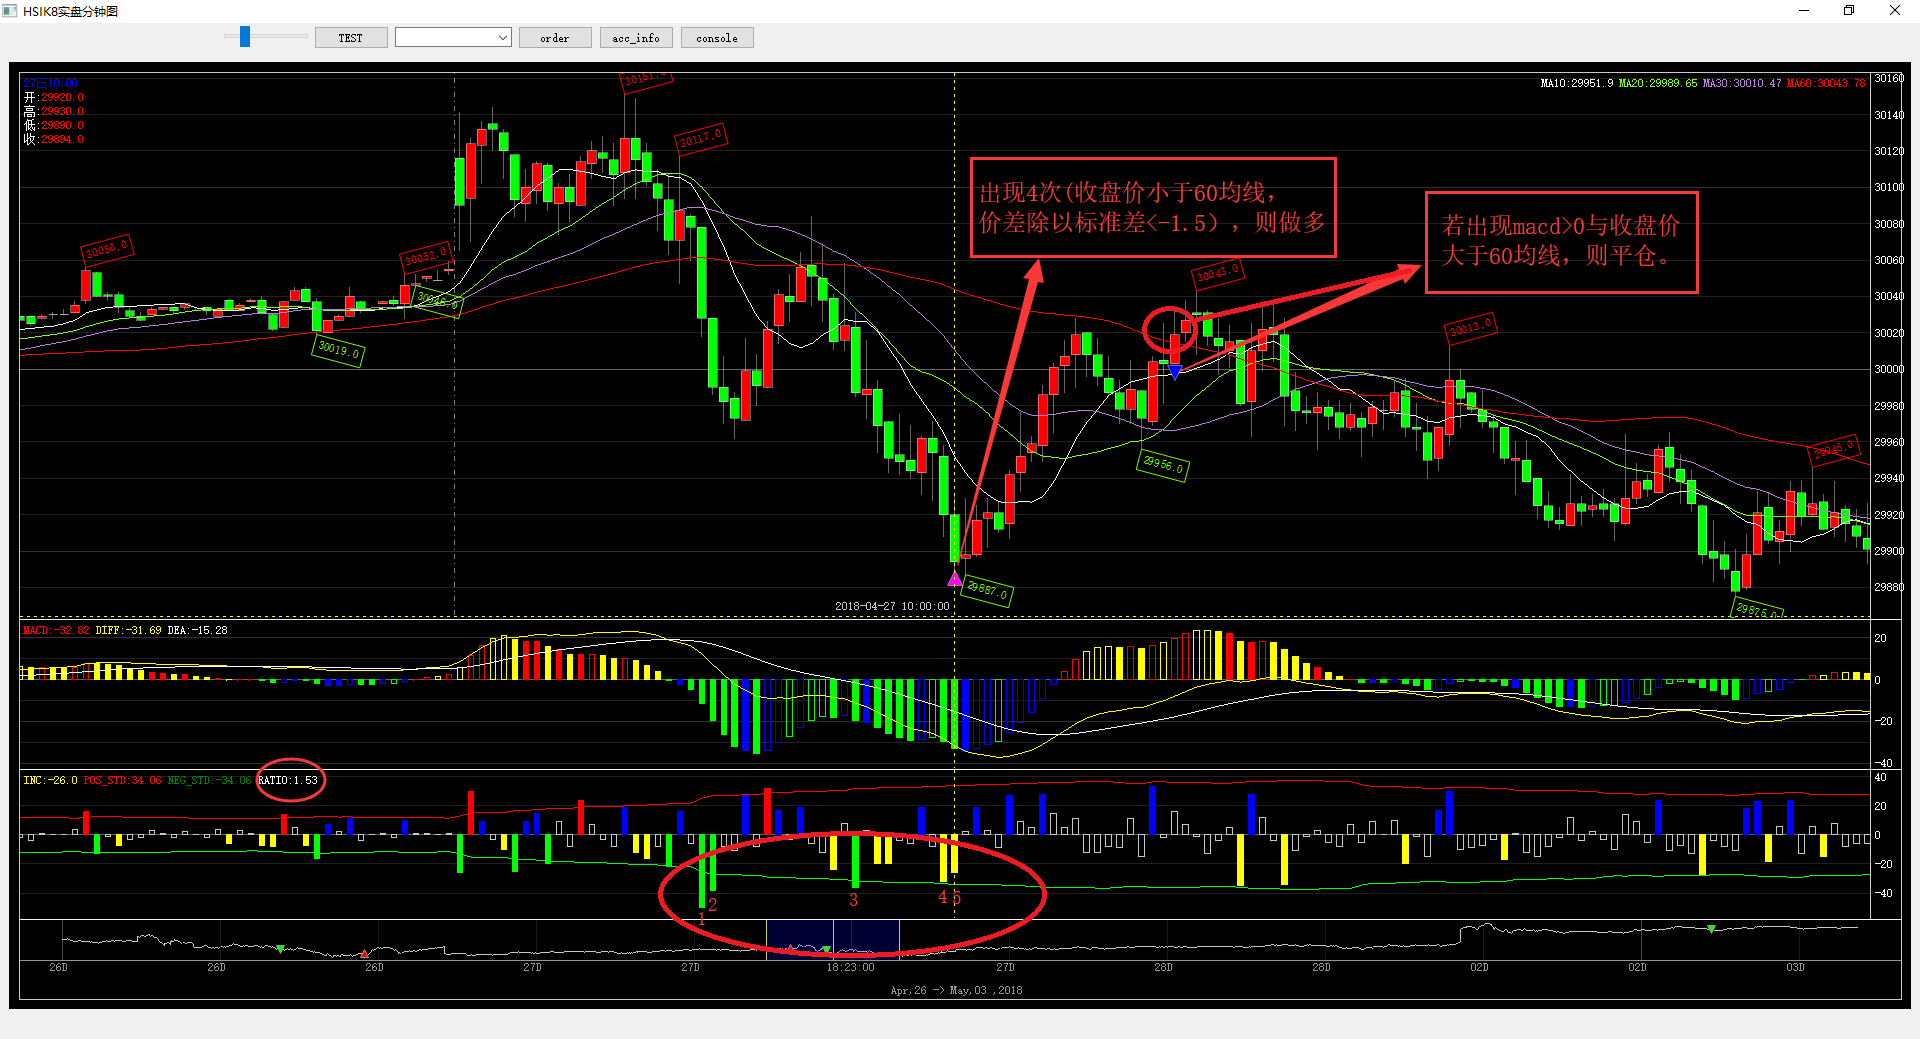 HSIK8实盘分钟图
TEST
order
acc_info
console
27日10:00
开:29920.0
高:29930.0
低:29890.0
收:29894.0
MA10:29951.9 MA20:29989.65 MA30:30010.47 MA60:30043.78
30151.0
30117.0
30056.0
30052.0
30046.0
30019.0
30043.0
30013.0
29956.0
29946.0
29887.0
29875.0
出现4次(收盘价小于60均线,
价差除以标准差<-1.5),则做多
若出现macd>0与收盘价
大于60均线,则平仓。
30160
30140
30120
30100
30080
30060
30040
30020
30000
29980
29960
29940
29920
29900
29880
2018-04-27 10:00:00
MACD:-32.82 DIFF:-31.69 DEA:-15.28
20
0
-20
-40
INC:-26.0 POS_STD:34.06 NEG_STD:-34.06 RATIO:1.53
40
20
0
-20
-40
1
2
3
4
5
26D
26D
26D
27D
27D
18:23:00
27D
28D
28D
02D
02D
03D
Apr,26 -> May,03 ,2018